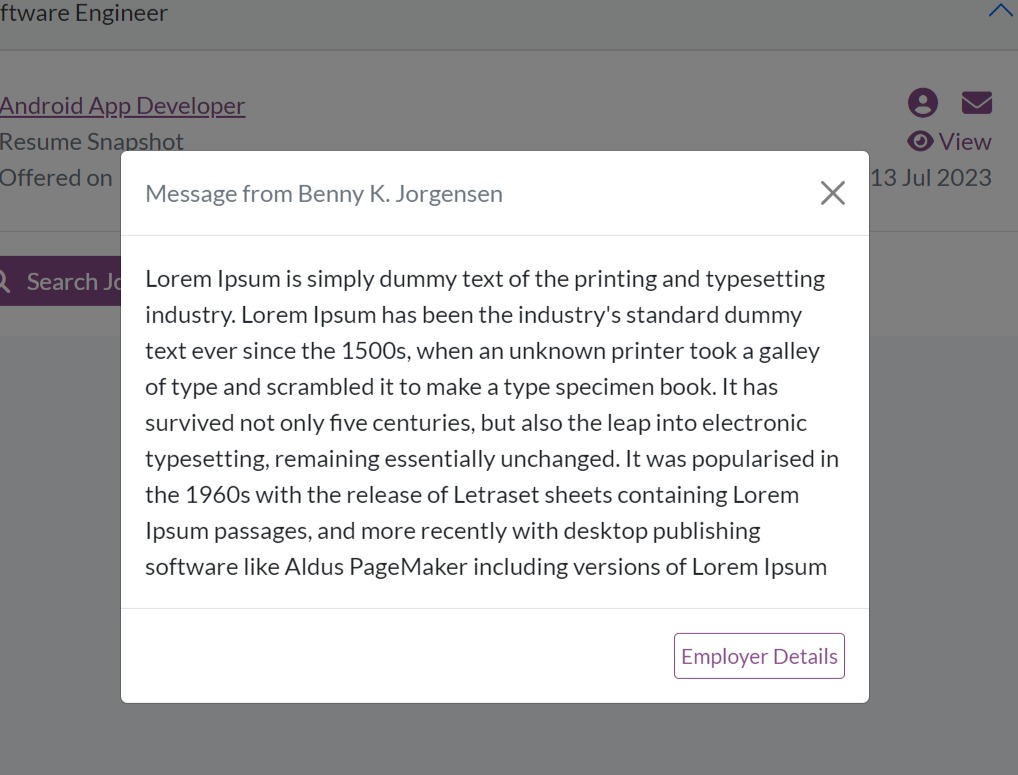 ftware Engineer
Android App Developer
Resume Snapshot
View
Offered on
13 Jul 2023
Search Jo
Message from Benny K. Jorgensen
Lorem Ipsum is simply dummy text of the printing and typesetting
industry. Lorem Ipsum has been the industry's standard dummy
text ever since the 1500s, when an unknown printer took a galley
of type and scrambled it to make a type specimen book. It has
survived not only five centuries, but also the leap into electronic
typesetting, remaining essentially unchanged. It was popularised in
the 1960s with the release of Letraset sheets containing Lorem
Ipsum passages, and more recently with desktop publishing
software like Aldus PageMaker including versions of Lorem Ipsum
Employer Details